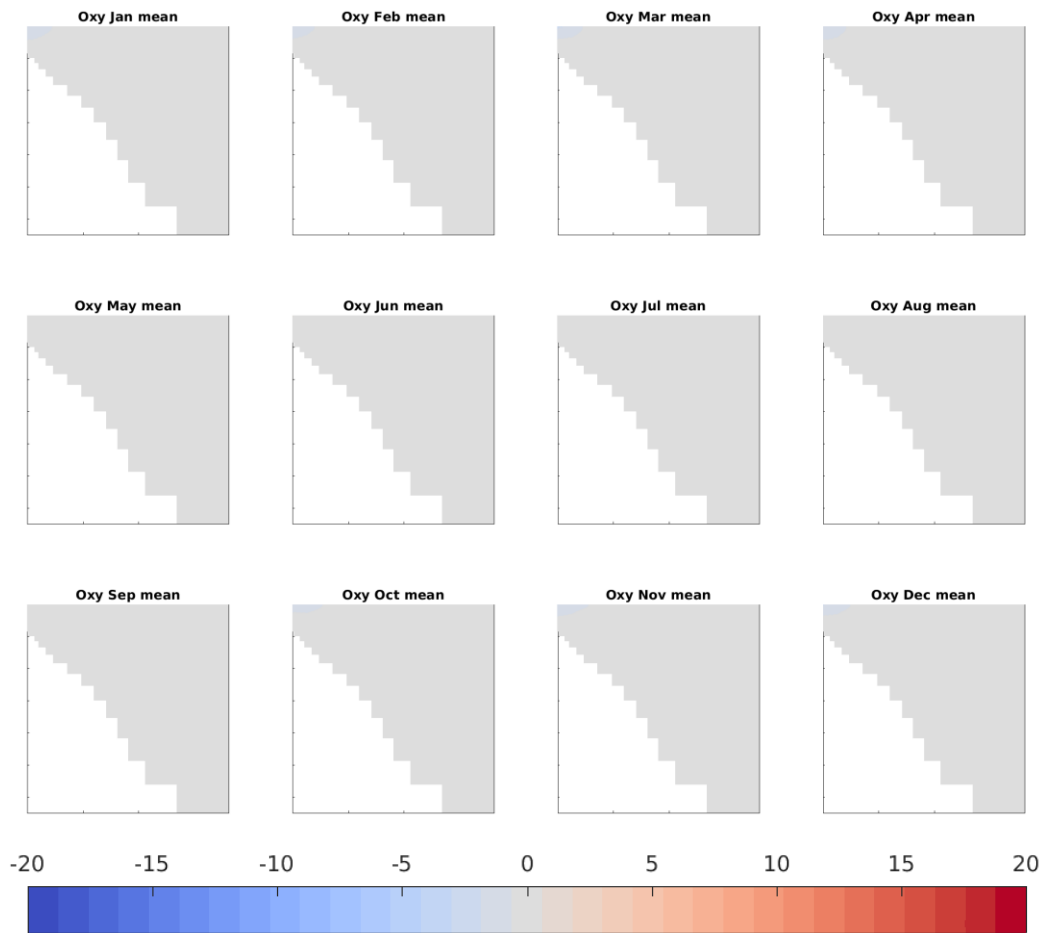 Oxy Jan mean Oxy Feb mean Oxy Mar mean Oxy Apr mean
Oxy May mean Oxy Jun mean Oxy Jul mean Oxy Aug mean
Oxy Sep mean Oxy Oct mean Oxy Nov mean Oxy Dec mean
-20 -15 -10 -5 0 5 10 15 20